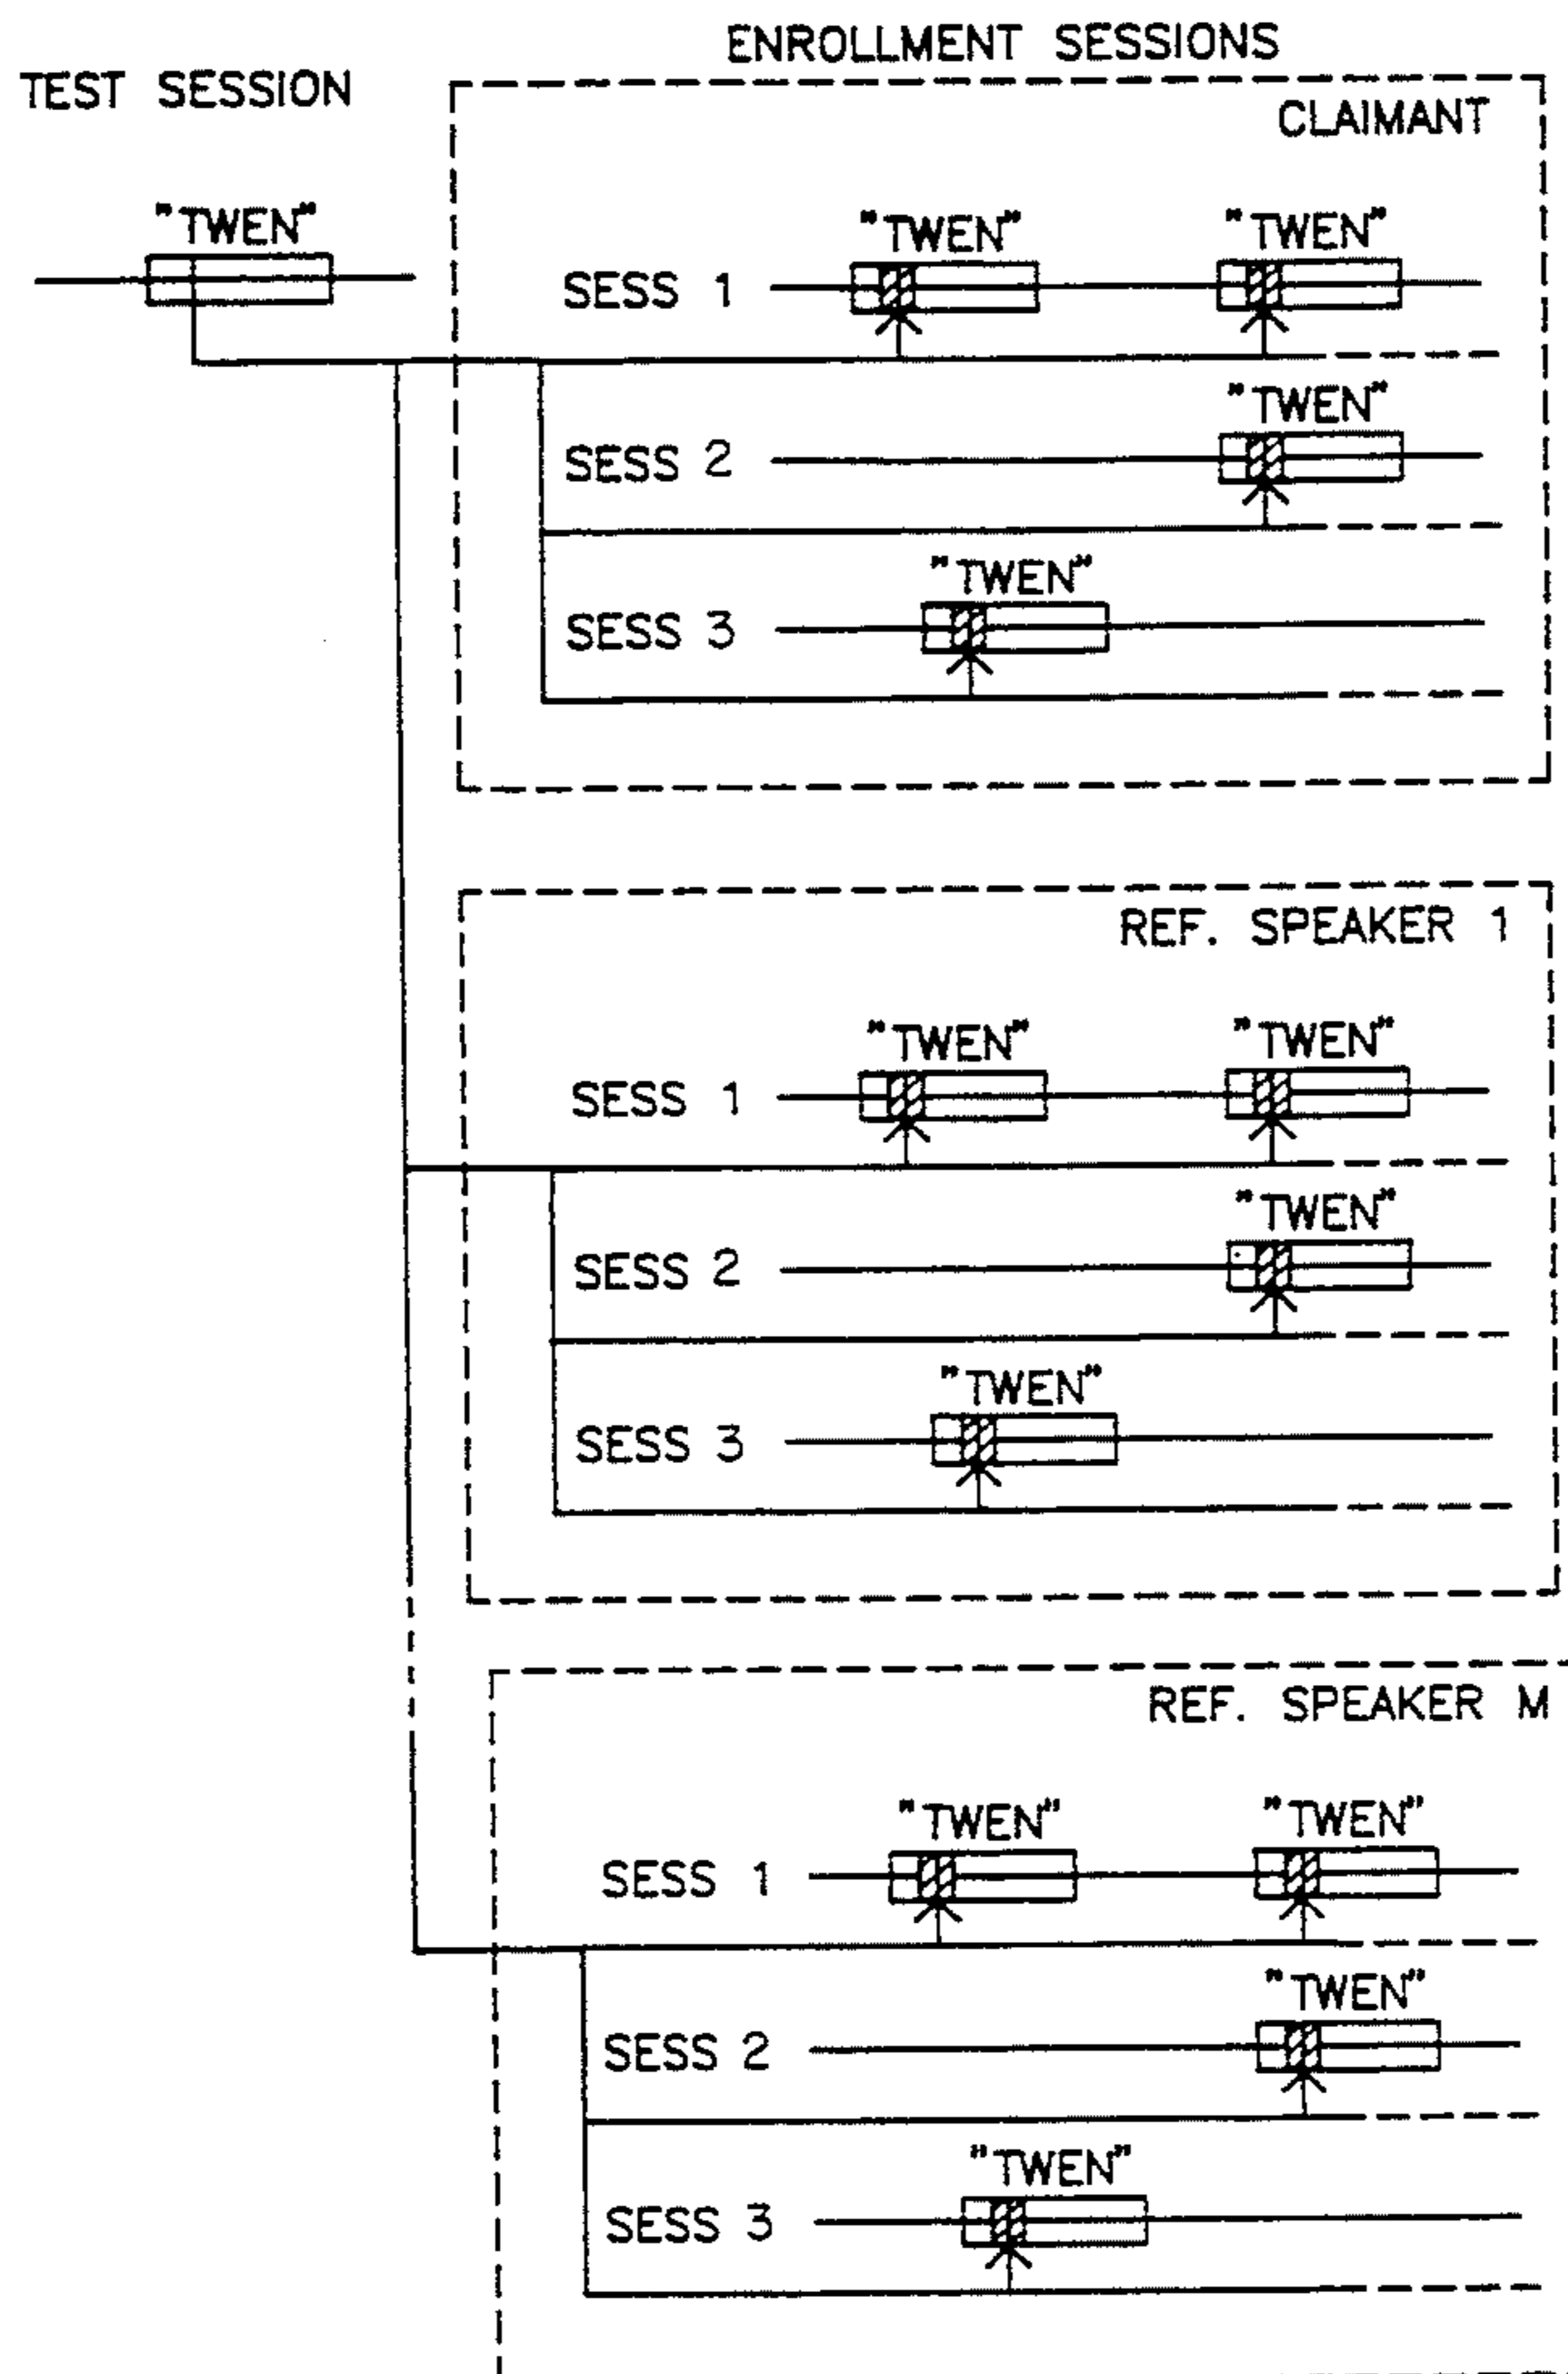 ENROLLMENT SESSIONS
TEST SESSION
CLAIMANT
"TWEN"
"TWEN" "TWEN"
SESS 1
"TWEN"
SESS 2
"TWEN"
SESS 3
REF. SPEAKER 1
"TWEN" "TWEN"
SESS 1
"TWEN"
SESS 2
"TWEN"
SESS 3
REF. SPEAKER M
"TWEN" "TWEN"
SESS 1
"TWEN"
SESS 2
"TWEN"
SESS 3